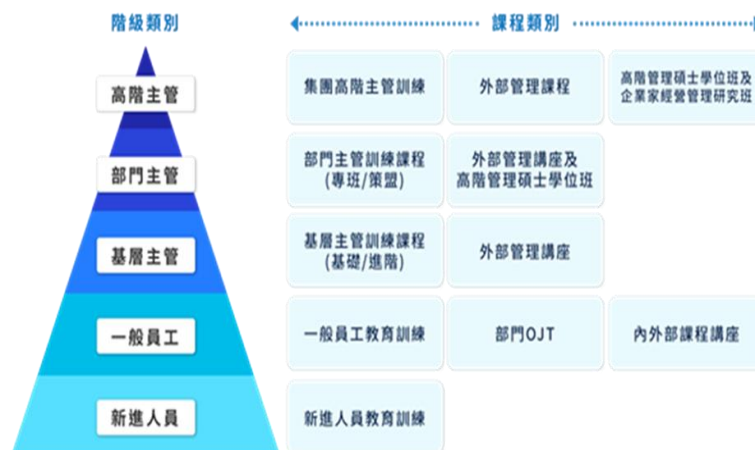 階級類別
課程類別
高階主管
集團高階主管訓練
外部管理課程
高階管理碩士學位班及
企業家經營管理研究班
部門主管
部門主管訓練課程
(專班/策盟)
外部管理講座及
高階管理碩士學位班
基層主管
基層主管訓練課程
(基礎/進階)
外部管理講座
一般員工
一般員工教育訓練
部門OJT
內外部課程講座
新進人員
新進人員教育訓練